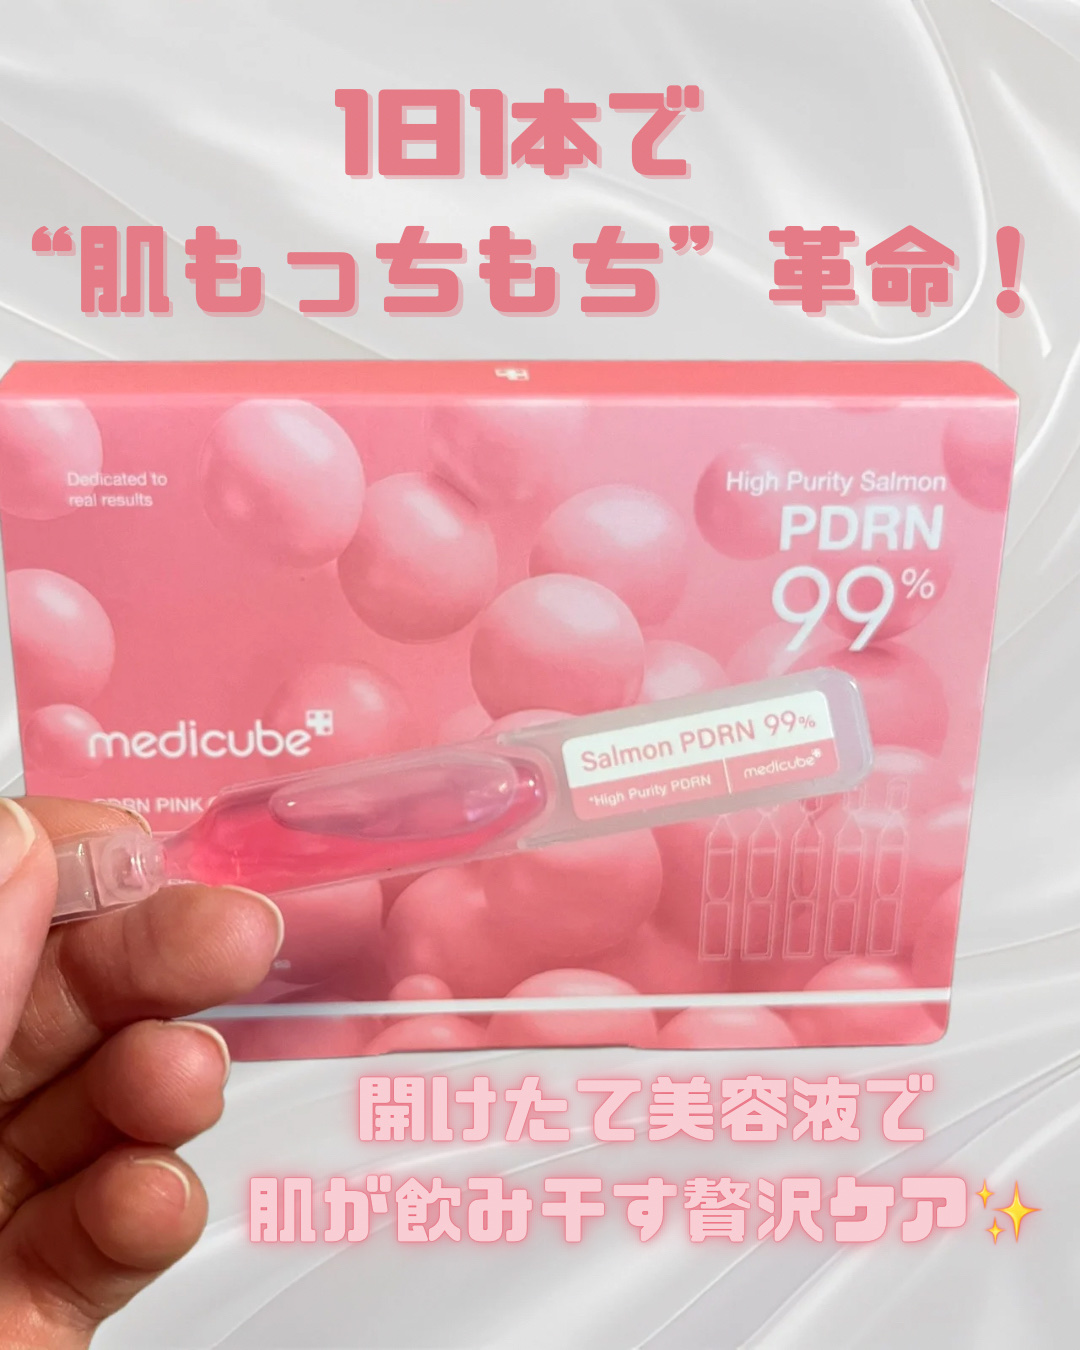 1日1本で
“肌もっちもち”革命！
Dedicated to
real results
High Purity Salmon
PDRN
99%
medicube
PDRN PINK
Salmon PDRN 99%
*High Purity PDRN
medicube
開けたて美容液で
肌が飲み干す贅沢ケア✨